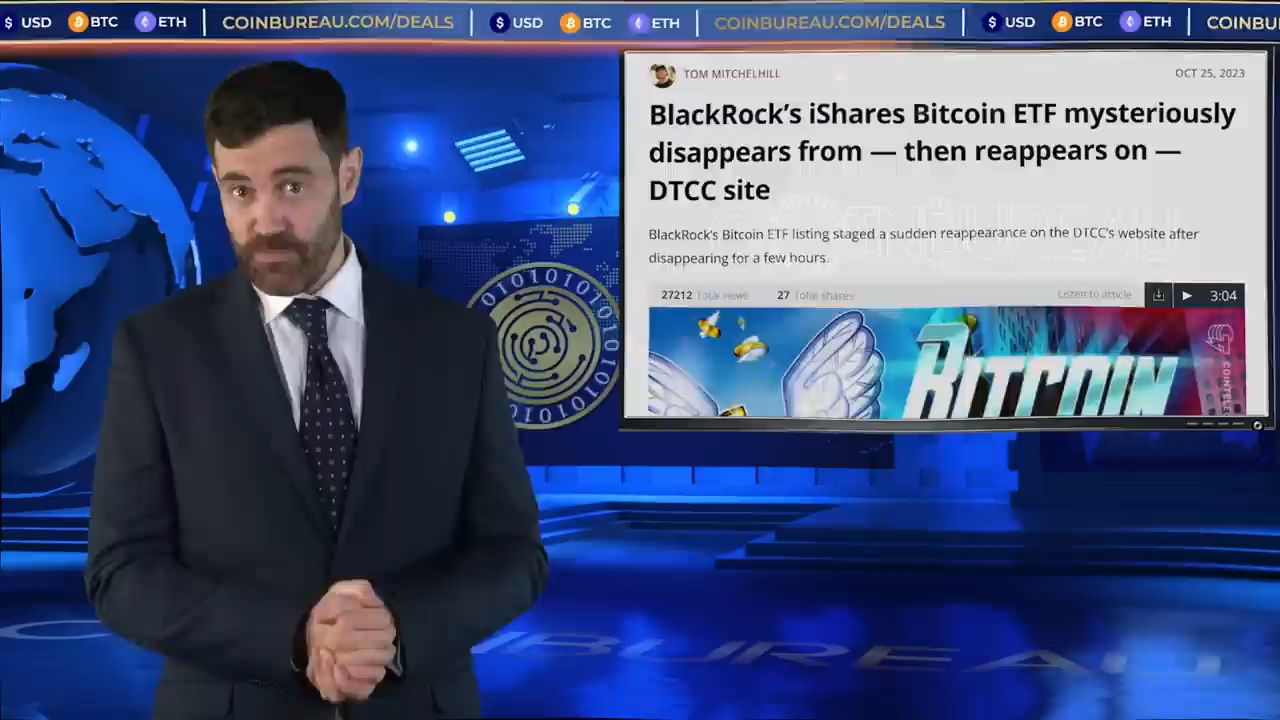 $ USD BTC ETH COINBUREAU.COM/DEALS $ USD BTC ETH COINBUREAU.COM/DEALS $ USD BTC ETH COINBU
TOM MITCHELHILL OCT 25, 2023
BlackRock's iShares Bitcoin ETF mysteriously
disappears from — then reappears on —
DTCC site
BlackRock's Bitcoin ETF listing staged a sudden reappearance on the DTCC's website after
disappearing for a few hours.
27212 Total views 27 Total shares Listen to article 3:04
BITCOIN
COINTELE